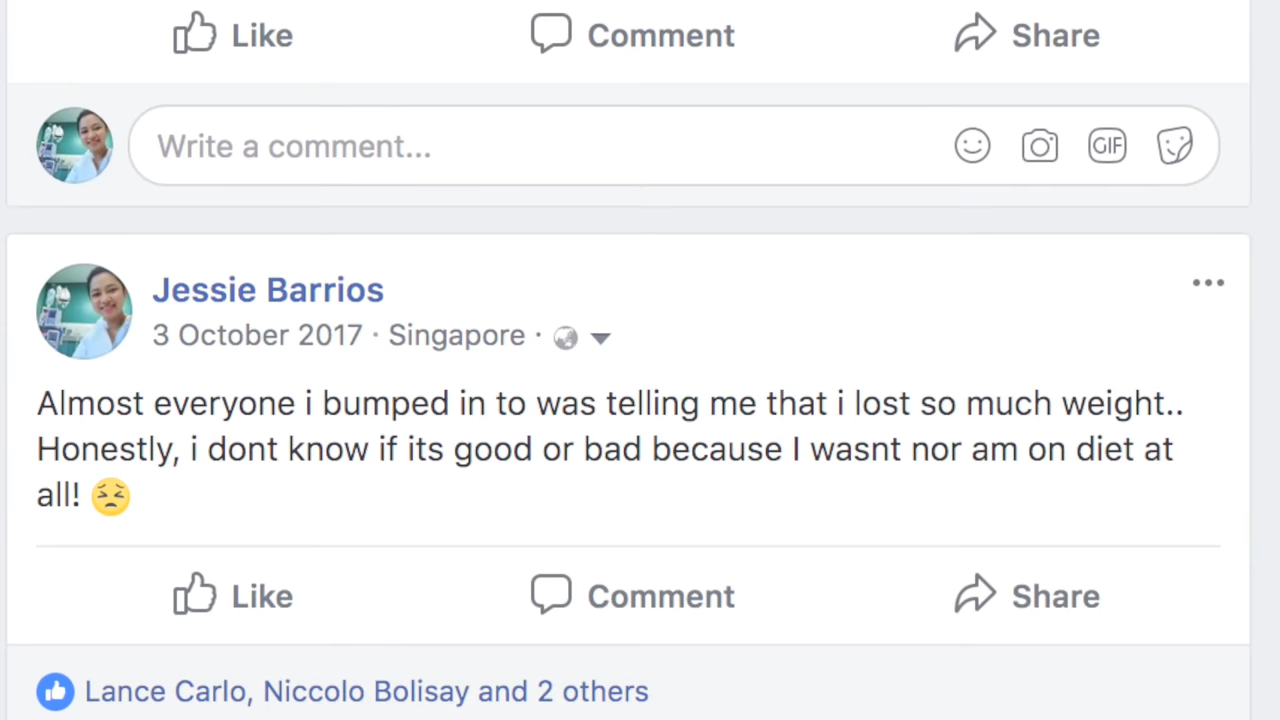 Like Comment Share
Write a comment... GIF
Jessie Barrios
3 October 2017 · Singapore ·
Almost everyone i bumped in to was telling me that i lost so much weight..
Honestly, i dont know if its good or bad because I wasnt nor am on diet at
all!
Like Comment Share
Lance Carlo, Niccolo Bolisay and 2 others